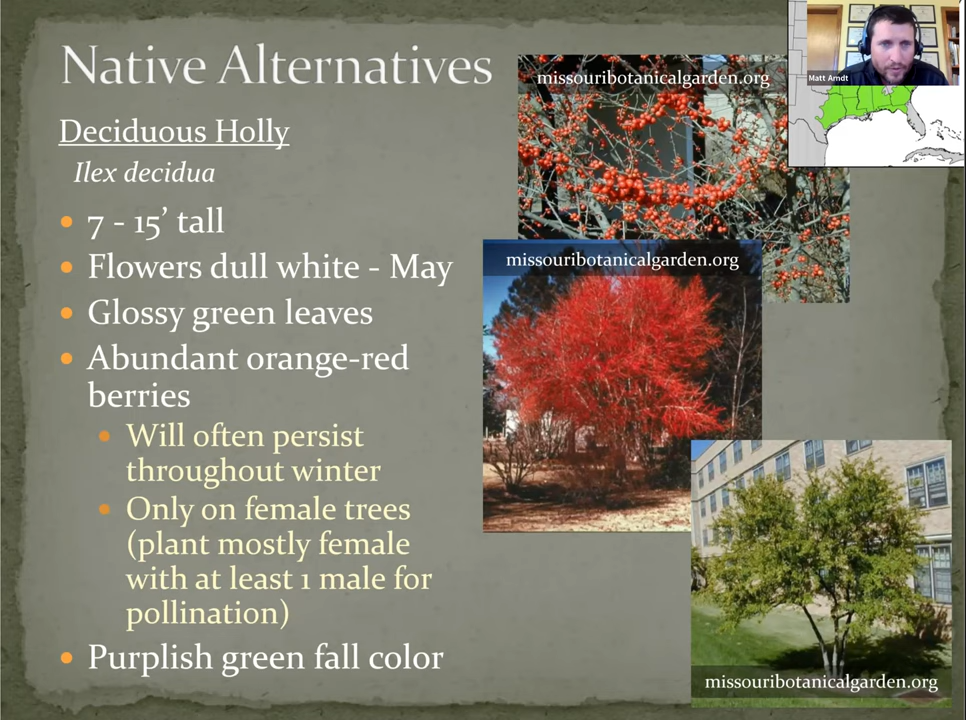 Native Alternatives
missouribotanicalgarden.org
Matt Arndt
Deciduous Holly
Ilex decidua
• 7 - 15’ tall
• Flowers dull white - May
missouribotanicalgarden.org
• Glossy green leaves
• Abundant orange-red
berries
• Will often persist
throughout winter
• Only on female trees
(plant mostly female
with at least 1 male for
pollination)
• Purplish green fall color
missouribotanicalgarden.org